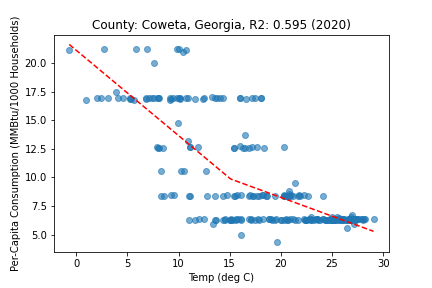 County: Coweta, Georgia, R2: 0.595 (2020)
Per-Capita Consumption (MMBtu/1000 Households)
20.0
17.5
15.0
12.5
10.0
7.5
5.0
0 5 10 15 20 25 30
Temp (deg C)